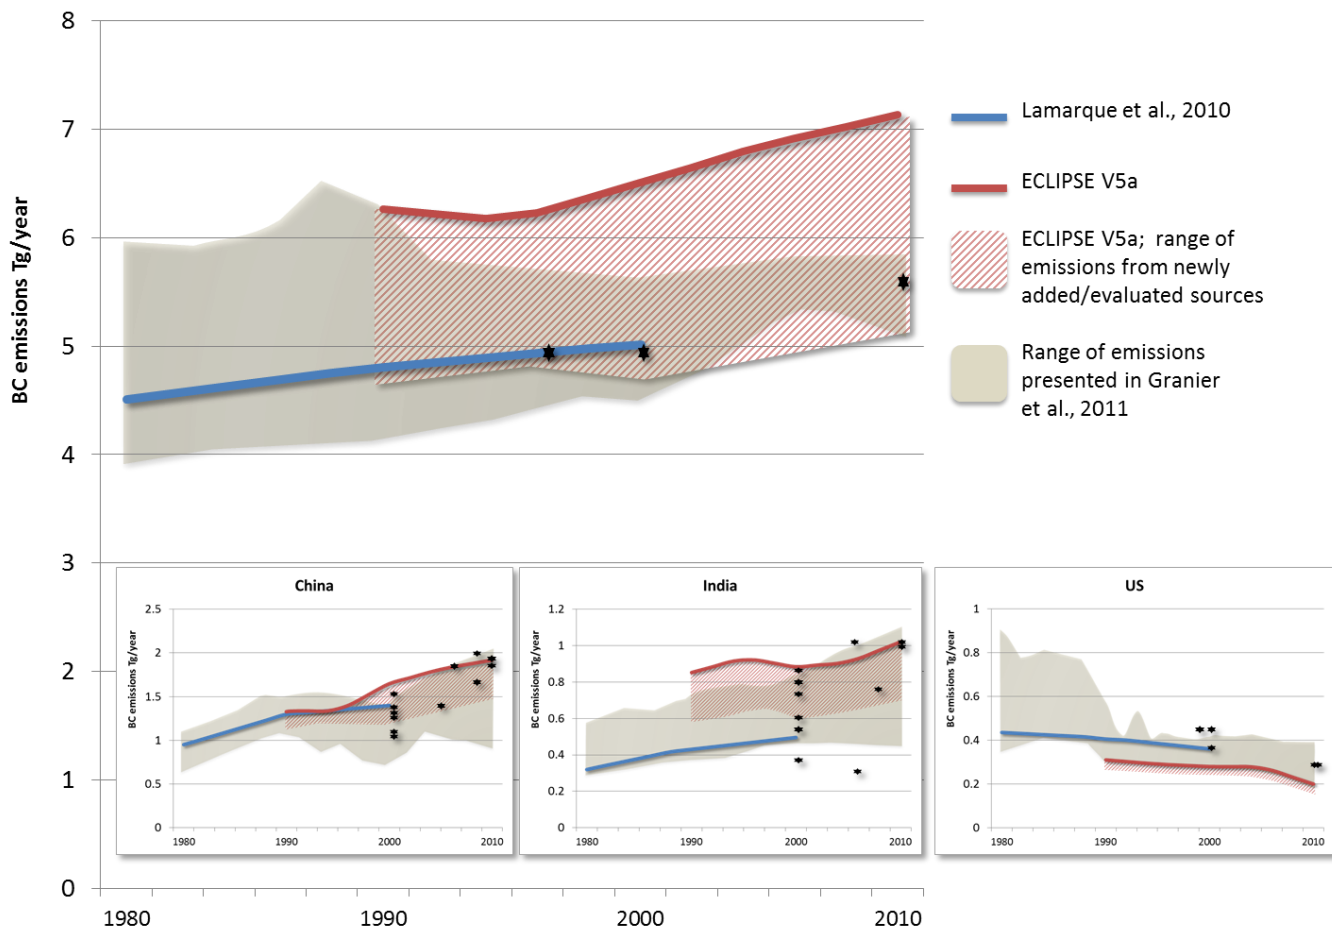 8
7
6
5
4
3
2
1
0
BC emissions Tg/year
1980
1990
2000
2010
Lamarque et al., 2010
ECLIPSE V5a
ECLIPSE V5a; range of
emissions from newly
added/evaluated sources
Range of emissions
presented in Granier
et al., 2011
China
BC emissions Tg/year
2.5
2
1.5
1
0.5
0
1980
1990
2000
2010
India
BC emissions Tg/year
1.2
1
0.8
0.6
0.4
0.2
0
1980
1990
2000
2010
US
BC emissions Tg/year
1
0.8
0.6
0.4
0.2
0
1980
1990
2000
2010